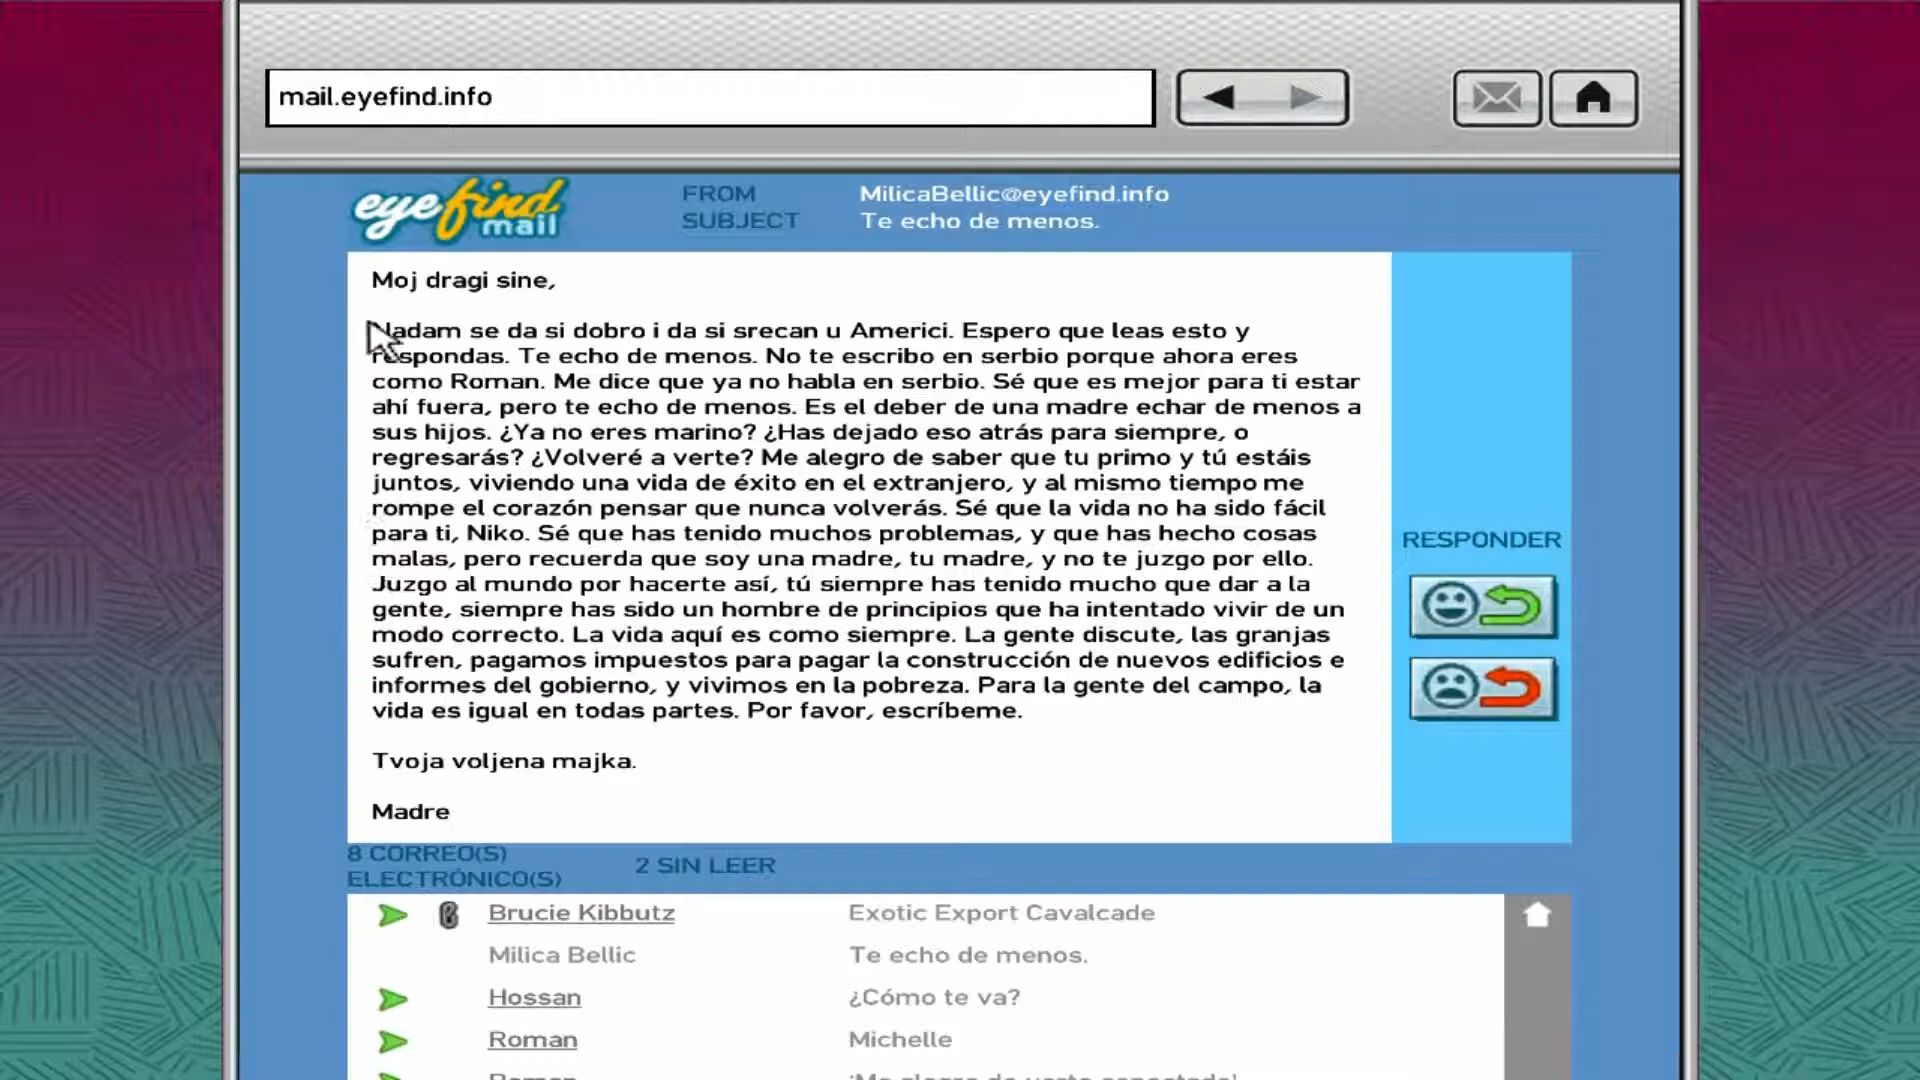 mail.eyefind.info
eyefind mail
FROM MilicaBellic@eyefind.info
SUBJECT Te echo de menos.
Moj dragi sine,
Nadam se da si dobro i da si srecan u Americi. Espero que leas esto y
respondas. Te echo de menos. No te escribo en serbio porque ahora eres
como Roman. Me dice que ya no habla en serbio. Sé que es mejor para ti estar
ahí fuera, pero te echo de menos. Es el deber de una madre echar de menos a
sus hijos. ¿Ya no eres marino? ¿Has dejado eso atrás para siempre, o
regresarás? ¿Volveré a verte? Me alegro de saber que tu primo y tú estáis
juntos, viviendo una vida de éxito en el extranjero, y al mismo tiempo me
rompe el corazón pensar que nunca volverás. Sé que la vida no ha sido fácil
para ti, Niko. Sé que has tenido muchos problemas, y que has hecho cosas
malas, pero recuerda que soy una madre, tu madre, y no te juzgo por ello.
Juzgo al mundo por hacerte así, tú siempre has tenido mucho que dar a la
gente, siempre has sido un hombre de principios que ha intentado vivir de un
modo correcto. La vida aquí es como siempre. La gente discute, las granjas
sufren, pagamos impuestos para pagar la construcción de nuevos edificios e
informes del gobierno, y vivimos en la pobreza. Para la gente del campo, la
vida es igual en todas partes. Por favor, escríbeme.
Tvoja voljena majka.
Madre
RESPONDER
8 CORREO(S)
ELECTRÓNICO(S)
2 SIN LEER
Brucie Kibbutz Exotic Export Cavalcade
Milica Bellic Te echo de menos.
Hossan ¿Cómo te va?
Roman Michelle